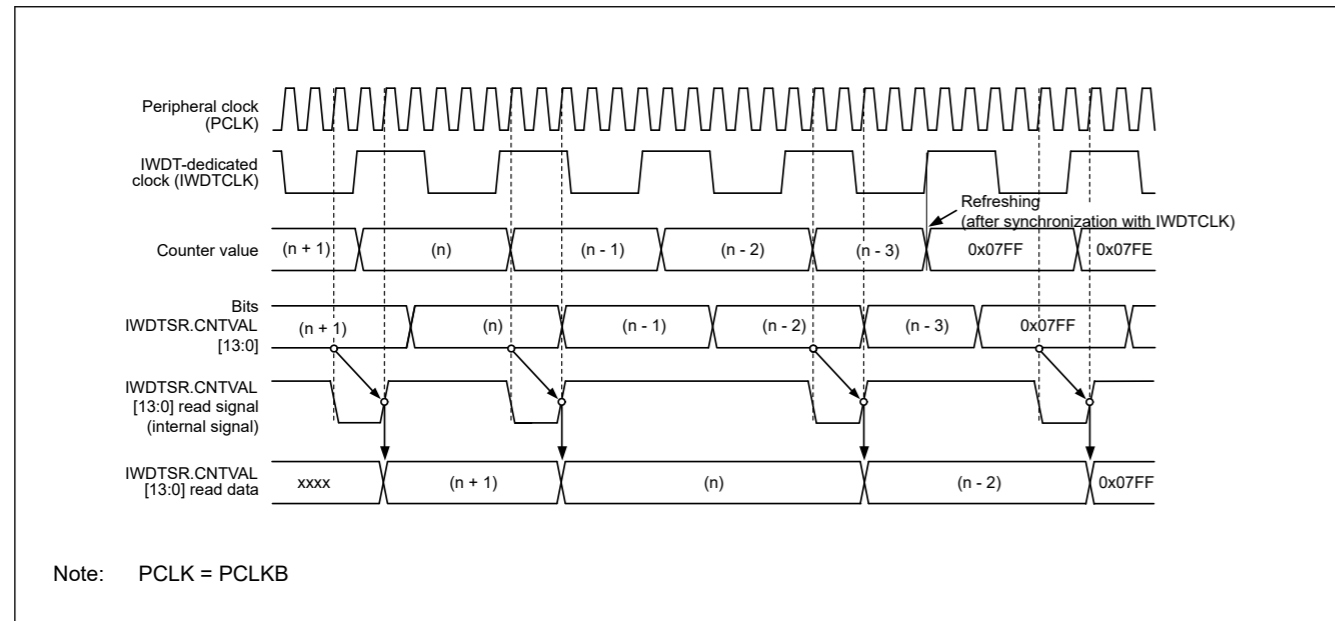 Peripheral clock
(PCLK)
IWDT-dedicated
clock (IWDTCLK)
Refreshing
(after synchronization with IWDTCLK)
Counter value
(n + 1)
(n)
(n - 1)
(n - 2)
(n - 3)
0x07FF
0x07FE
Bits
IWDTSR.CNTVAL
[13:0]
(n + 1)
(n)
(n - 1)
(n - 2)
(n - 3)
0x07FF
IWDTSR.CNTVAL
[13:0] read signal
(internal signal)
IWDTSR.CNTVAL
[13:0] read data
xxxx
(n + 1)
(n)
(n - 2)
0x07FF
Note: PCLK = PCLKB